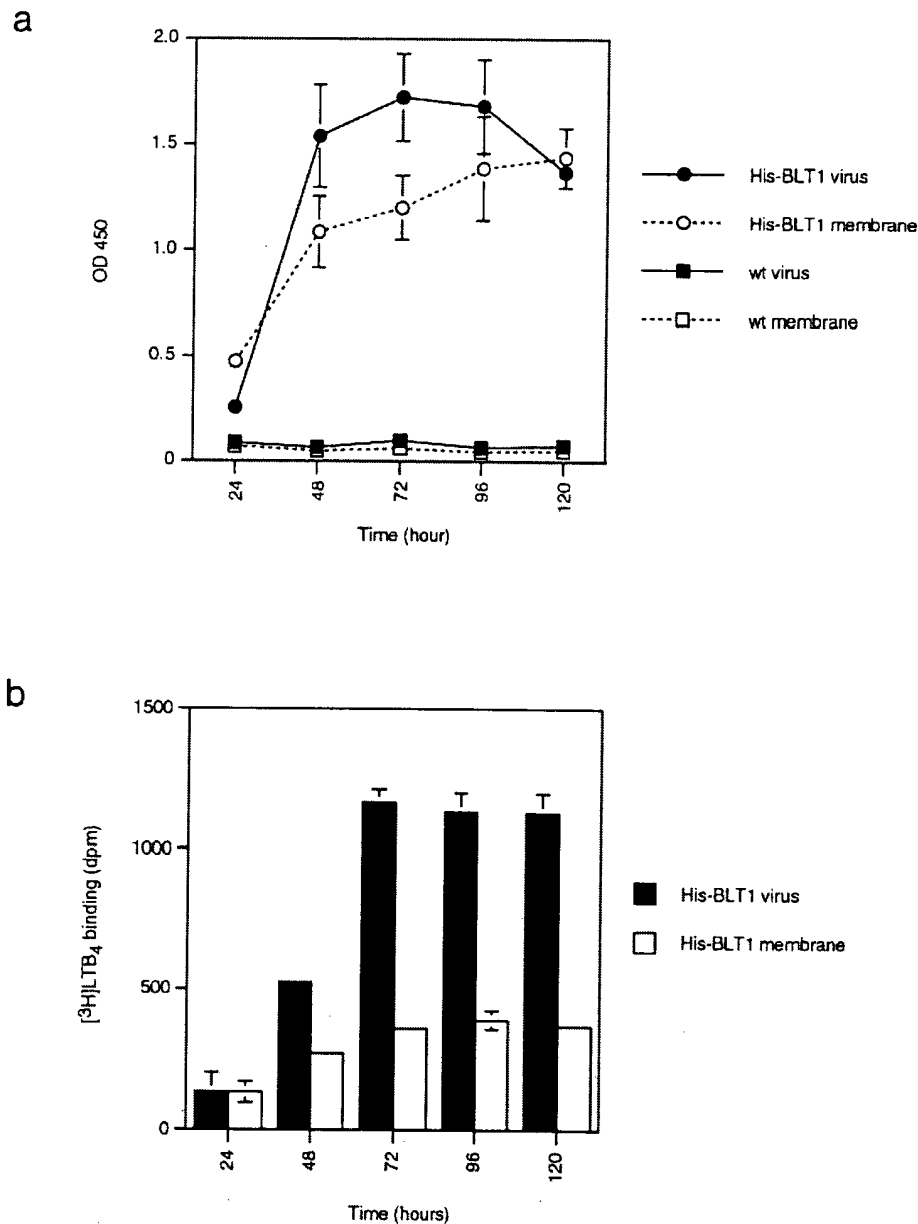 a
2.0
1.5
1.0
0.5
0
OD 450
24
48
72
96
120
Time (hour)
His-BLT1 virus
His-BLT1 membrane
wt virus
wt membrane
b
1500
1000
500
0
[³H]LTB₄ binding (dpm)
24
48
72
96
120
Time (hours)
His-BLT1 virus
His-BLT1 membrane